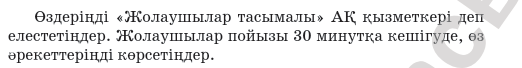 Өздеріңді «Жолаушылар тасымалы» АҚ қызметкері деп
елестетіңдер. Жолаушылар пойызы 30 минутқа кешігуде, өз
әрекеттеріңді көрсетіңдер.